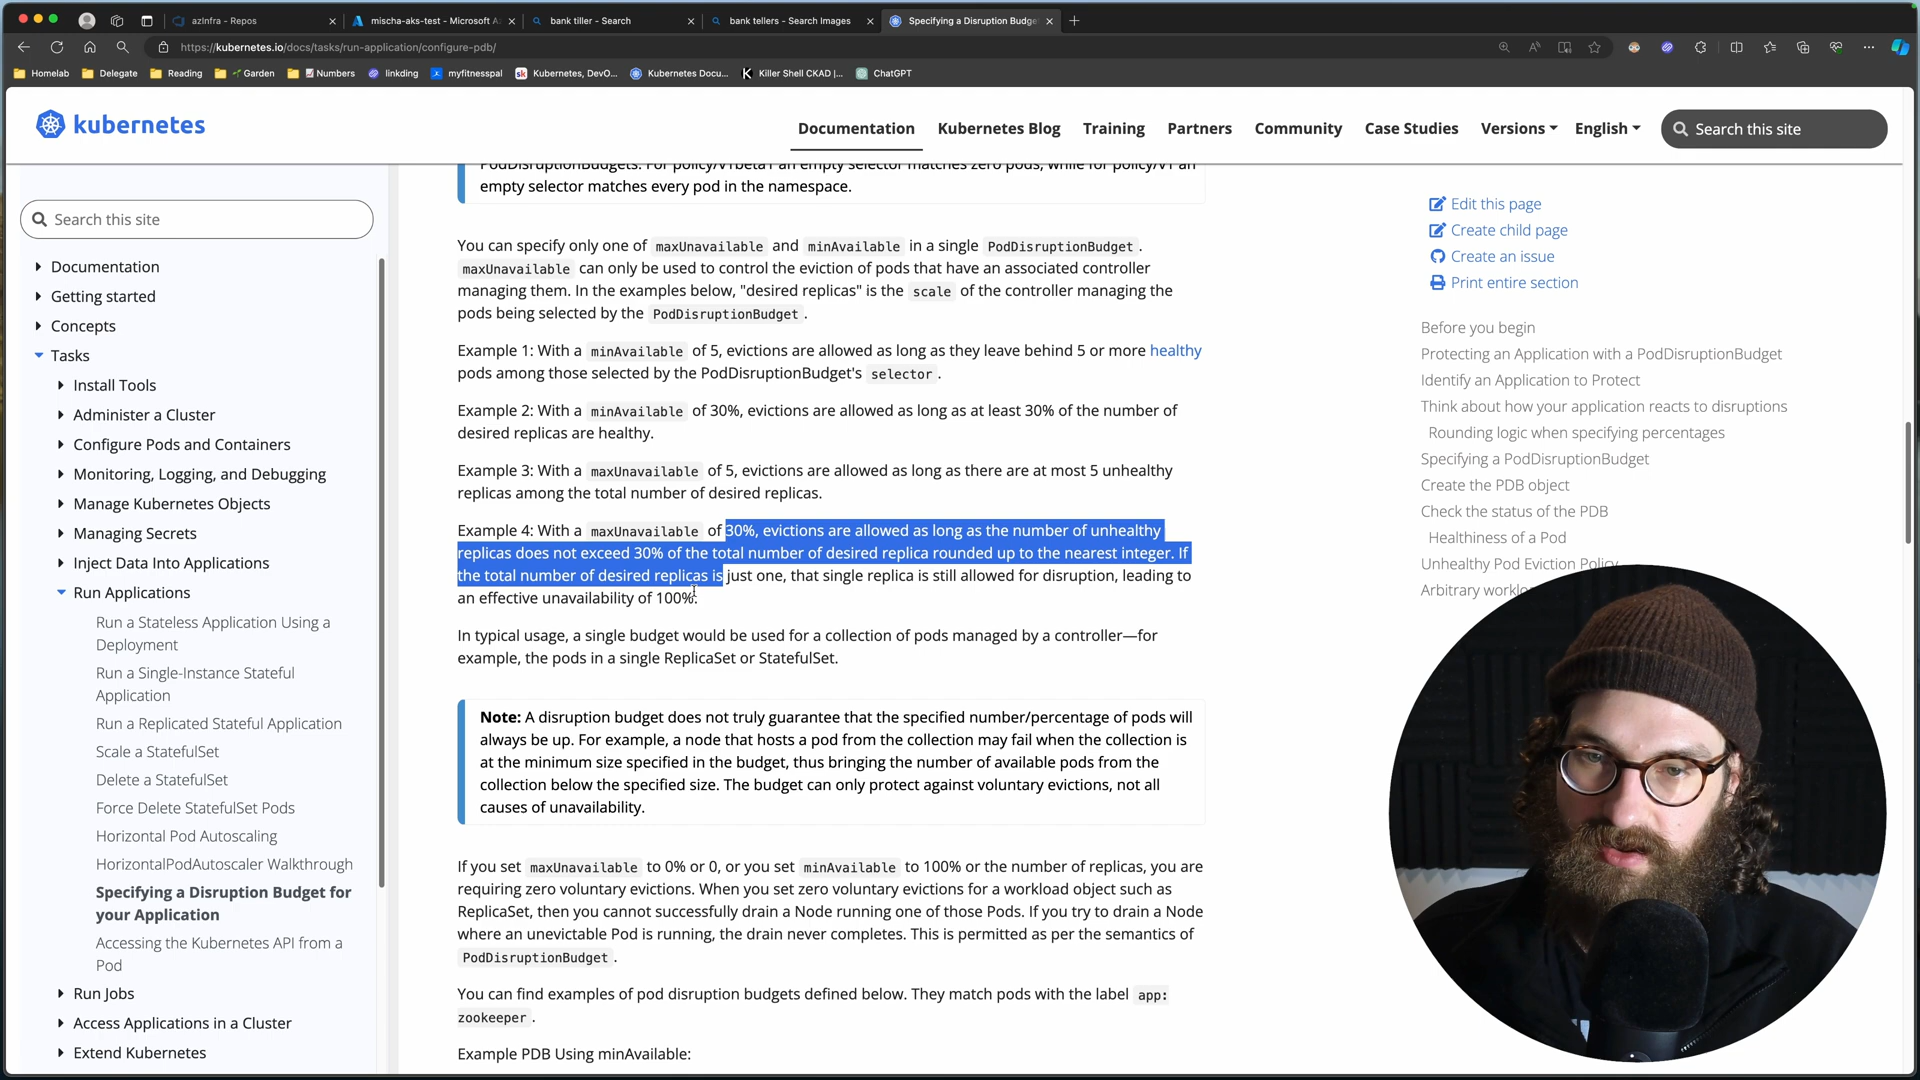 azInfra - Repos
mischa-aks-test - Microsoft A
bank tiller - Search
bank tellers - Search Images
Specifying a Disruption Budge
https://kubernetes.io/docs/tasks/run-application/configure-pdb/
Homelab
Delegate
Reading
Garden
Numbers
linkding
myfitnesspal
Kubernetes, DevO...
Kubernetes Docu...
Killer Shell CKAD |...
ChatGPT
kubernetes
Documentation
Kubernetes Blog
Training
Partners
Community
Case Studies
Versions
English
Search this site
Search this site
Documentation
Getting started
Concepts
Tasks
Install Tools
Administer a Cluster
Configure Pods and Containers
Monitoring, Logging, and Debugging
Manage Kubernetes Objects
Managing Secrets
Inject Data Into Applications
Run Applications
Run a Stateless Application Using a
Deployment
Run a Single-Instance Stateful
Application
Run a Replicated Stateful Application
Scale a StatefulSet
Delete a StatefulSet
Force Delete StatefulSet Pods
Horizontal Pod Autoscaling
HorizontalPodAutoscaler Walkthrough
Specifying a Disruption Budget for
your Application
Accessing the Kubernetes API from a
Pod
Run Jobs
Access Applications in a Cluster
Extend Kubernetes
PodDisruptionBudgets. For policy/v1beta1 an empty selector matches zero pods, while for policy/v1 an
empty selector matches every pod in the namespace.
You can specify only one of maxUnavailable and minAvailable in a single PodDisruptionBudget.
maxUnavailable can only be used to control the eviction of pods that have an associated controller
managing them. In the examples below, "desired replicas" is the scale of the controller managing the
pods being selected by the PodDisruptionBudget.
Example 1: With a minAvailable of 5, evictions are allowed as long as they leave behind 5 or more healthy
pods among those selected by the PodDisruptionBudget's selector.
Example 2: With a minAvailable of 30%, evictions are allowed as long as at least 30% of the number of
desired replicas are healthy.
Example 3: With a maxUnavailable of 5, evictions are allowed as long as there are at most 5 unhealthy
replicas among the total number of desired replicas.
Example 4: With a maxUnavailable of 30%, evictions are allowed as long as the number of unhealthy
replicas does not exceed 30% of the total number of desired replica rounded up to the nearest integer. If
the total number of desired replicas is just one, that single replica is still allowed for disruption, leading to
an effective unavailability of 100%.
In typical usage, a single budget would be used for a collection of pods managed by a controller—for
example, the pods in a single ReplicaSet or StatefulSet.
Note: A disruption budget does not truly guarantee that the specified number/percentage of pods will
always be up. For example, a node that hosts a pod from the collection may fail when the collection is
at the minimum size specified in the budget, thus bringing the number of available pods from the
collection below the specified size. The budget can only protect against voluntary evictions, not all
causes of unavailability.
If you set maxUnavailable to 0% or 0, or you set minAvailable to 100% or the number of replicas, you are
requiring zero voluntary evictions. When you set zero voluntary evictions for a workload object such as
ReplicaSet, then you cannot successfully drain a Node running one of those Pods. If you try to drain a Node
where an unevictable Pod is running, the drain never completes. This is permitted as per the semantics of
PodDisruptionBudget.
You can find examples of pod disruption budgets defined below. They match pods with the label app:
zookeeper.
Example PDB Using minAvailable:
Edit this page
Create child page
Create an issue
Print entire section
Before you begin
Protecting an Application with a PodDisruptionBudget
Identify an Application to Protect
Think about how your application reacts to disruptions
Rounding logic when specifying percentages
Specifying a PodDisruptionBudget
Create the PDB object
Check the status of the PDB
Healthiness of a Pod
Unhealthy Pod Eviction Policy
Arbitrary worklo